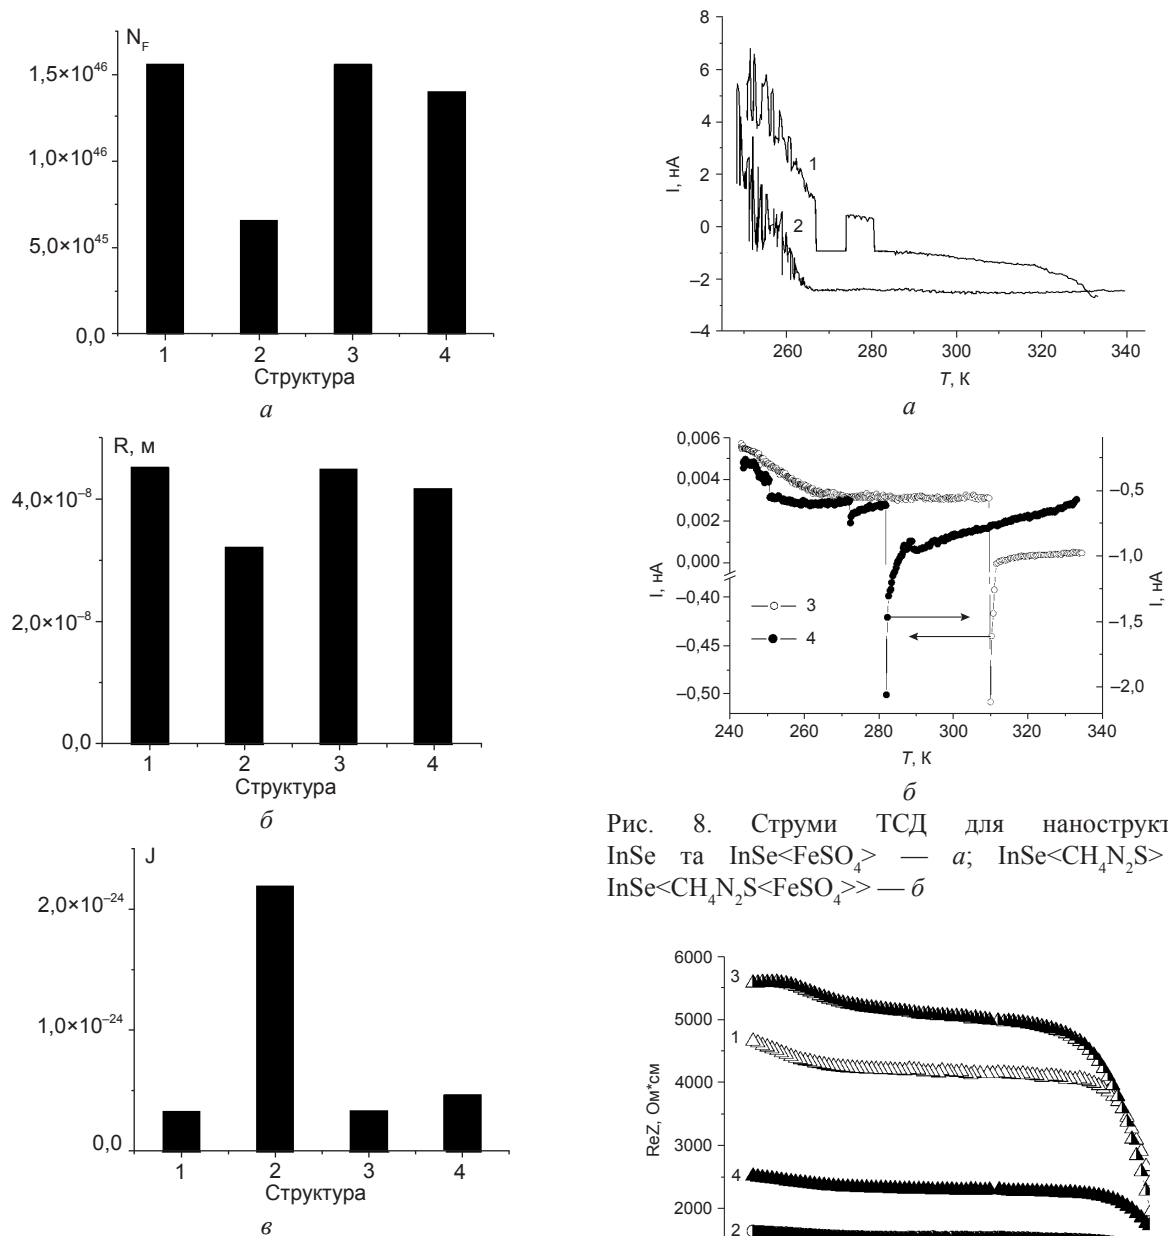 N_F
1,5×10^46
1,0×10^46
5,0×10^45
0,0
1 2 3 4
Структура
а
R, м
4,0×10^–8
2,0×10^–8
0,0
1 2 3 4
Структура
б
J
2,0×10^–24
1,0×10^–24
0,0
1 2 3 4
Структура
в
8
6
4
2
0
–2
–4
I, нА
1
2
260 280 300 320 340
T, К
а
0,006
0,004
0,002
0,000
–0,40
–0,45
–0,50
I, нА
3
4
–0,5
–1,0
–1,5
–2,0
I, нА
240 260 280 300 320 340
T, К
б
Рис. 8. Струми ТСД для наноструkт
InSe та InSe<FeSO_4> — а; InSe<CH_4N_2S>
InSe<CH_4N_2S<FeSO_4>> — б
6000
5000
4000
3000
2000
ReZ, Ом*см
3
1
4
2